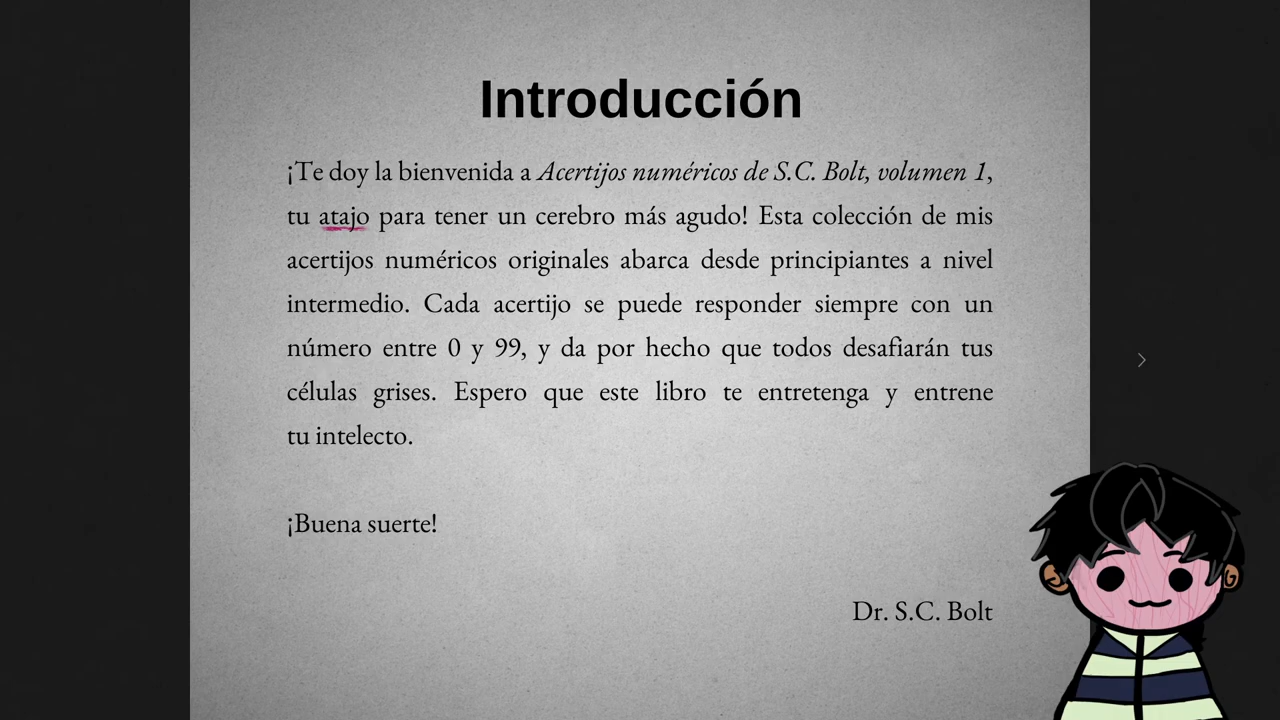 Introducción
¡Te doy la bienvenida a Acertijos numéricos de S.C. Bolt, volumen 1,
tu atajo para tener un cerebro más agudo! Esta colección de mis
acertijos numéricos originales abarca desde principiantes a nivel
intermedio. Cada acertijo se puede responder siempre con un
número entre 0 y 99, y da por hecho que todos desafiarán tus
células grises. Espero que este libro te entretenga y entrene
tu intelecto.
¡Buena suerte!
Dr. S.C. Bolt